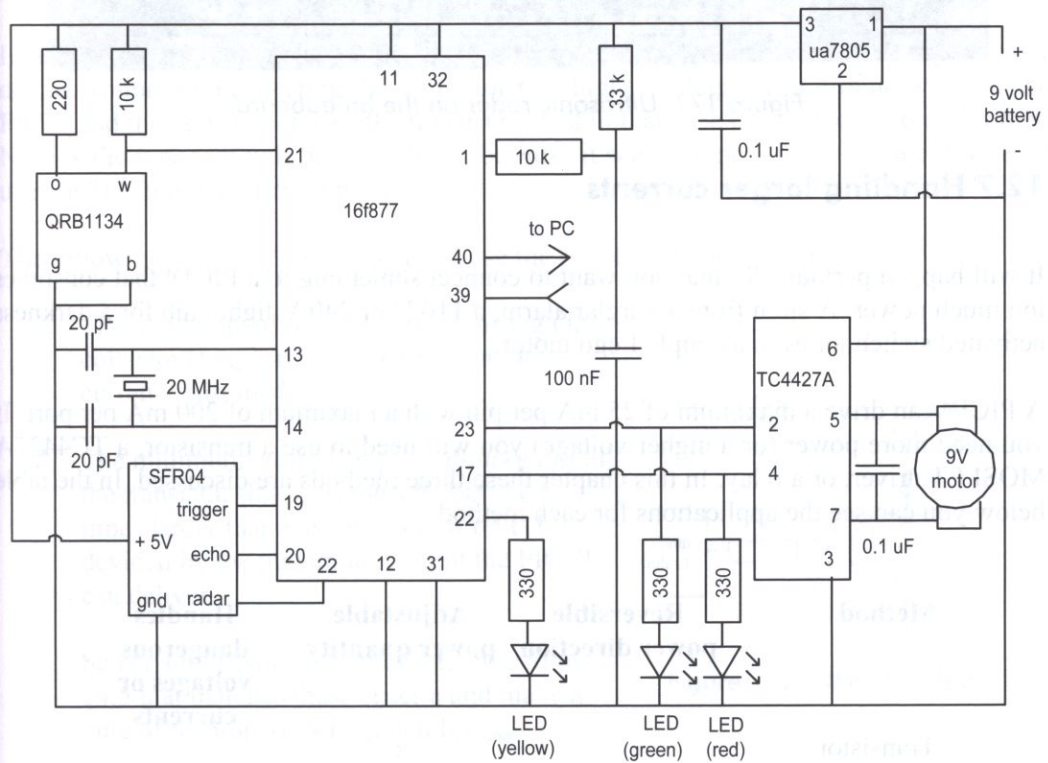 3
1
ua7805
2
+
9 volt
battery
-
220
10 k
11
32
33 k
0.1 uF
21
1
10 k
o
w
QRB1134
g
b
16f877
to PC
40
39
20 pF
13
20 MHz
14
20 pF
100 nF
6
TC4427A
23
2
5
17
4
9V
motor
7
0.1 uF
3
SFR04
trigger
19
22
+ 5V
echo
20
22
12
31
gnd
radar
330
330
330
LED
(yellow)
LED
(green)
LED
(red)